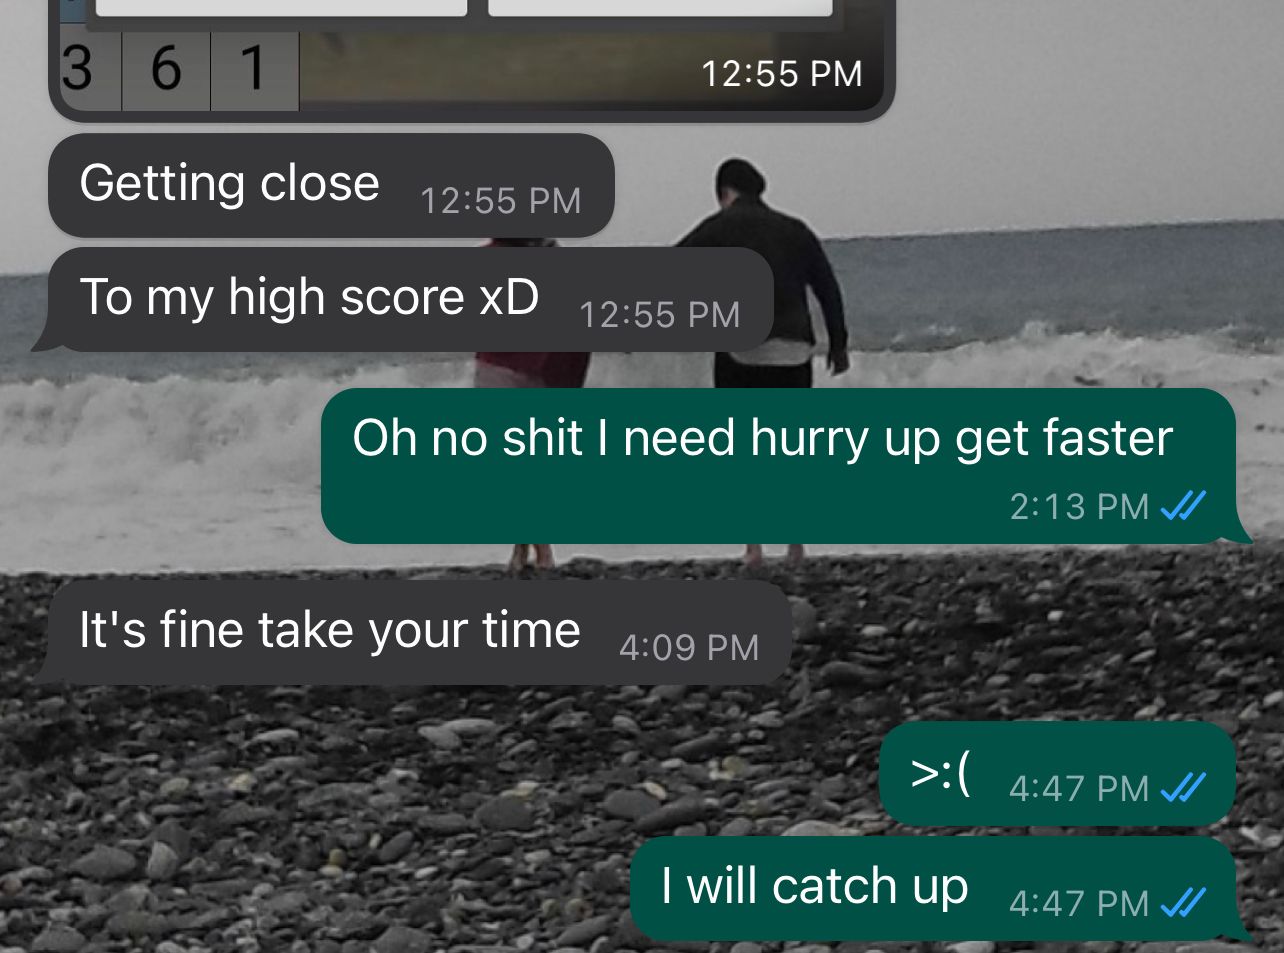 3 6 1
12:55 PM
Getting close 12:55 PM
To my high score xD 12:55 PM
Oh no shit I need hurry up get faster
2:13 PM
It's fine take your time 4:09 PM
>:( 4:47 PM
I will catch up 4:47 PM